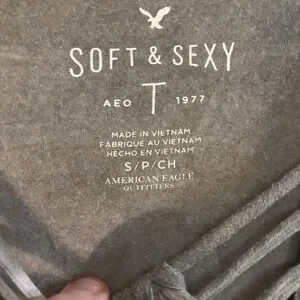 SOFT & SEXY
AEO T 1977
MADE IN VIETNAM
FABRIQUE AU VIETNAM
HECHO EN VIETNAM
S/P/CH
AMERICAN EAGLE
OUTFITTERS